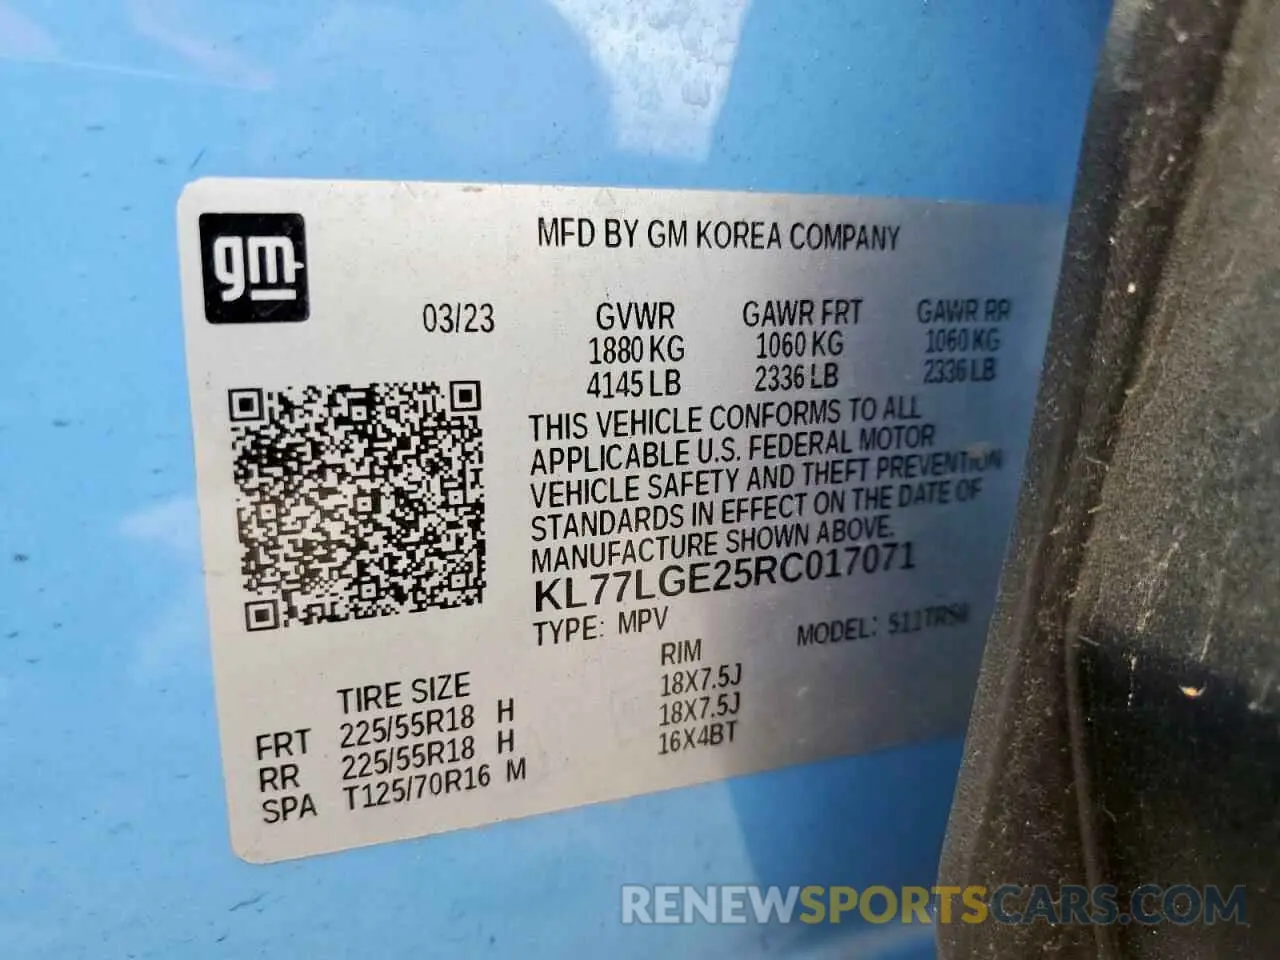 gm
MFD BY GM KOREA COMPANY
03/23
GVWR GAWR FRT GAWR RR
1880 KG 1060 KG 1060 KG
4145 LB 2336 LB 2336 LB
THIS VEHICLE CONFORMS TO ALL
APPLICABLE U.S. FEDERAL MOTOR
VEHICLE SAFETY AND THEFT PREVENTION
STANDARDS IN EFFECT ON THE DATE OF
MANUFACTURE SHOWN ABOVE.
KL77LGE25RC017071
TYPE: MPV MODEL:
TIRE SIZE RIM
FRT 225/55R18 H 18X7.5J
RR 225/55R18 H 18X7.5J
SPA T125/70R16 M 16X4BT
RENEWSPORTSCARS.COM